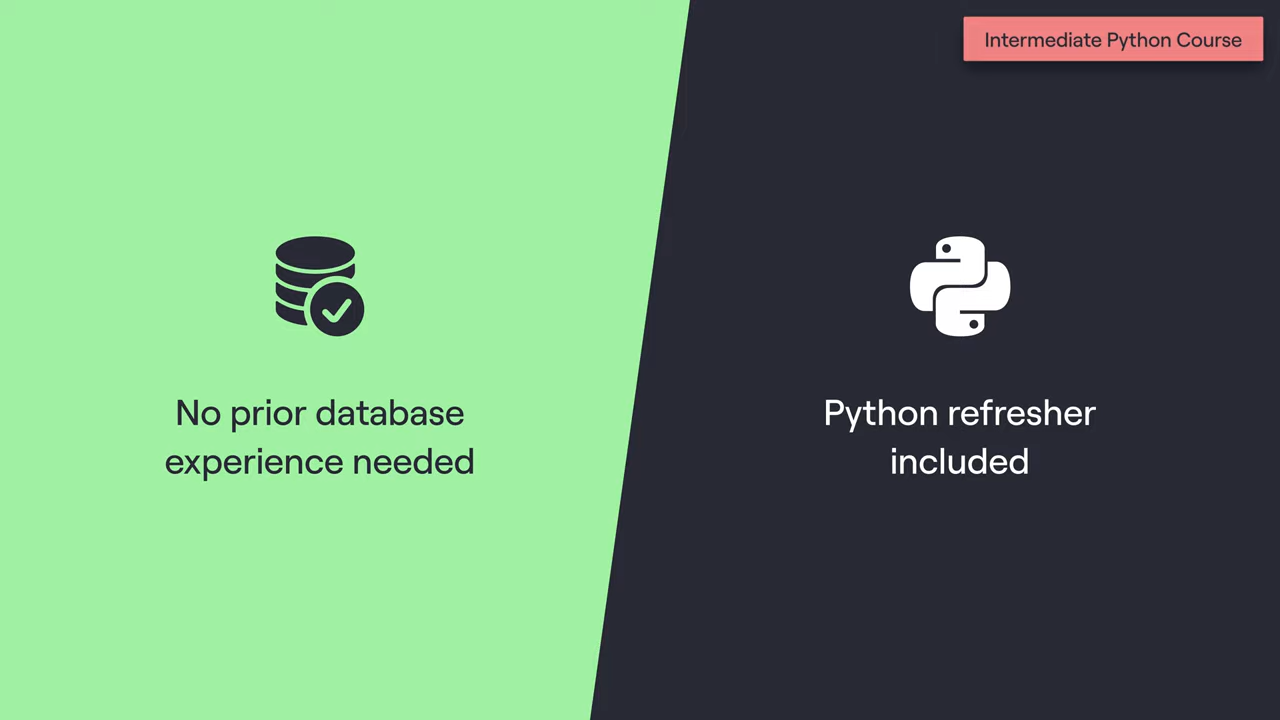 Intermediate Python Course
No prior database
experience needed
Python refresher
included